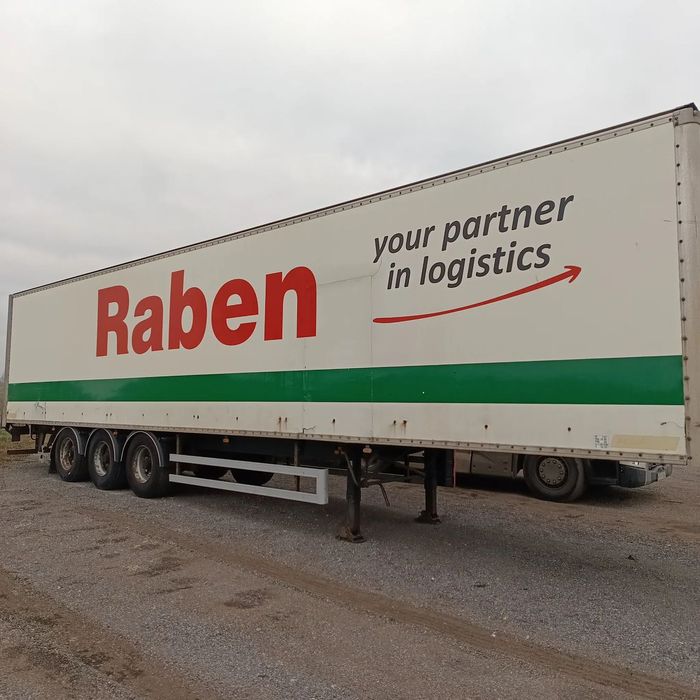 Raben
your partner
in logistics